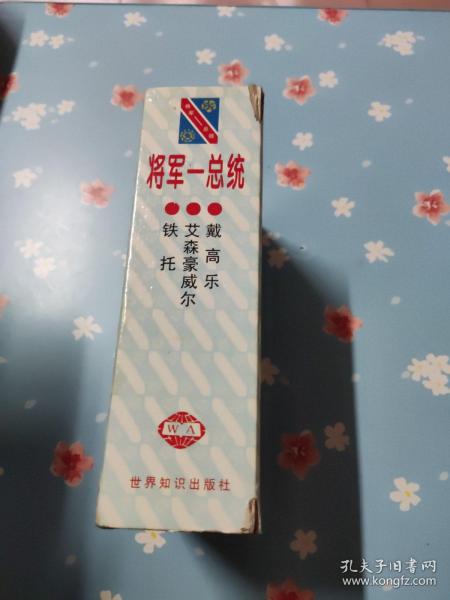 将军一总统
戴高乐
艾森豪威尔
铁托
W A
世界知识出版社
孔夫子旧书网
www.kongfz.com